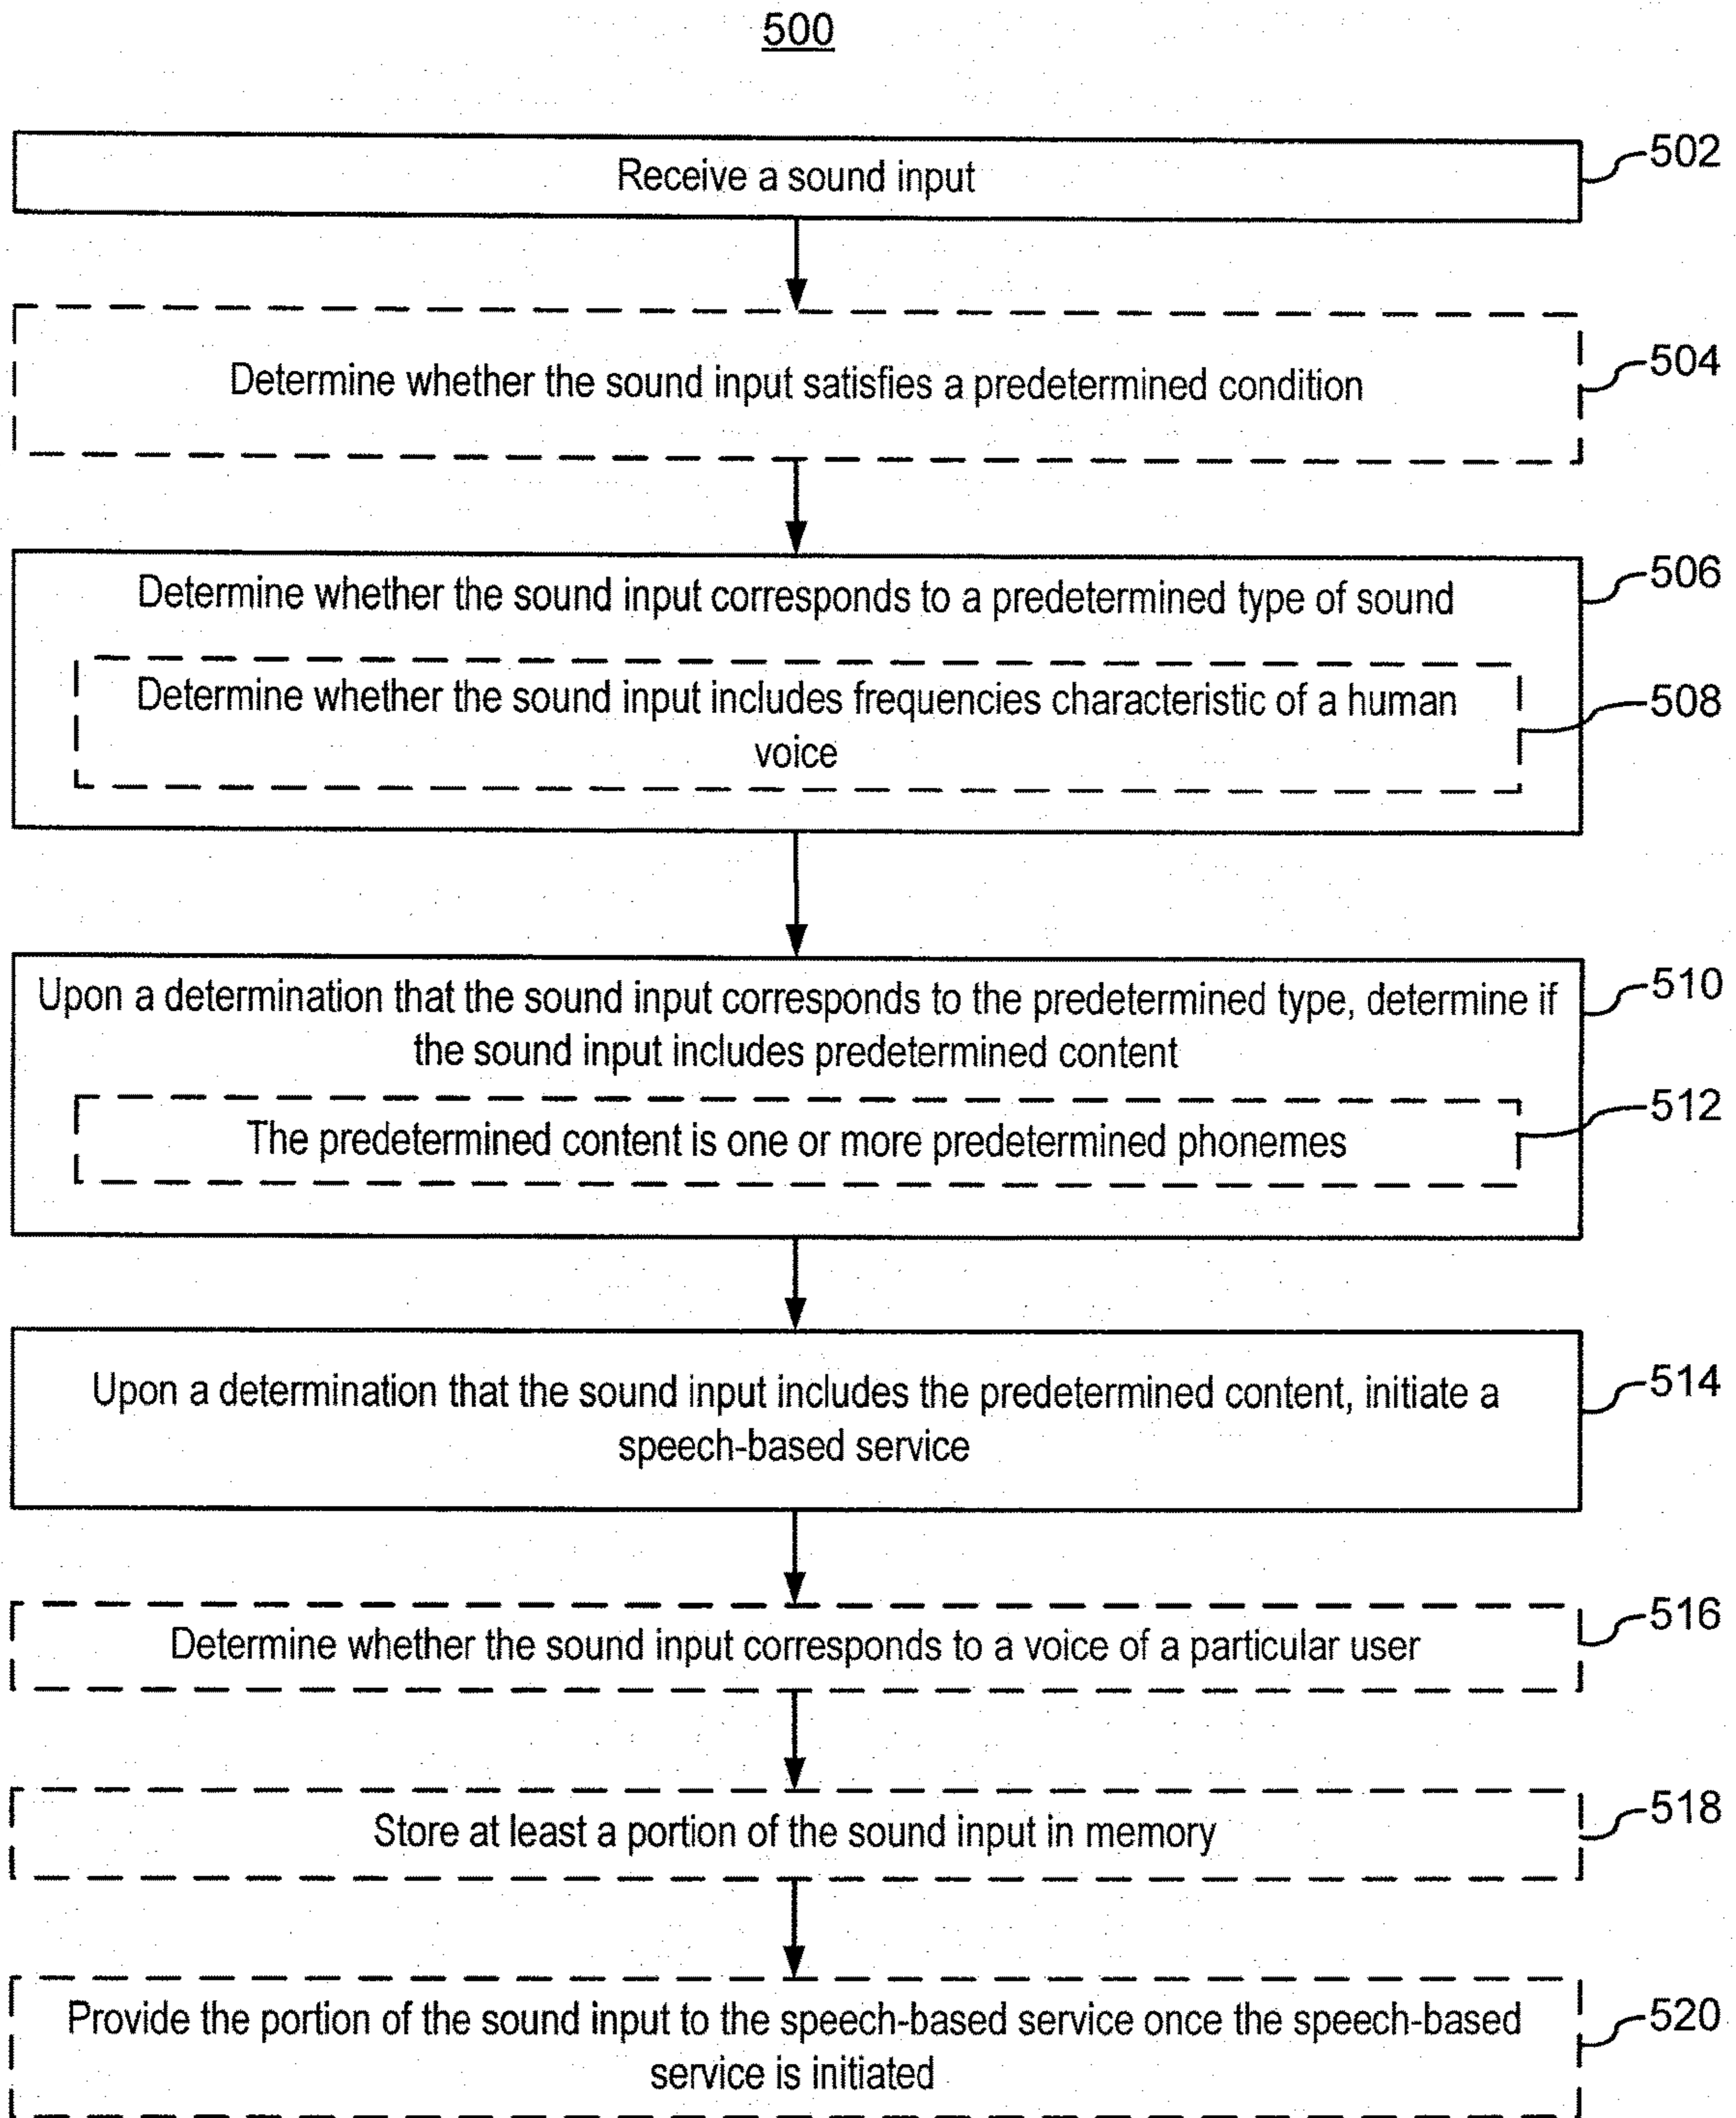 500
Receive a sound input
502
Determine whether the sound input satisfies a predetermined condition
504
Determine whether the sound input corresponds to a predetermined type of sound
506
Determine whether the sound input includes frequencies characteristic of a human
voice
508
Upon a determination that the sound input corresponds to the predetermined type, determine if
the sound input includes predetermined content
510
The predetermined content is one or more predetermined phonemes
512
Upon a determination that the sound input includes the predetermined content, initiate a
speech-based service
514
Determine whether the sound input corresponds to a voice of a particular user
516
Store at least a portion of the sound input in memory
518
Provide the portion of the sound input to the speech-based service once the speech-based
service is initiated
520